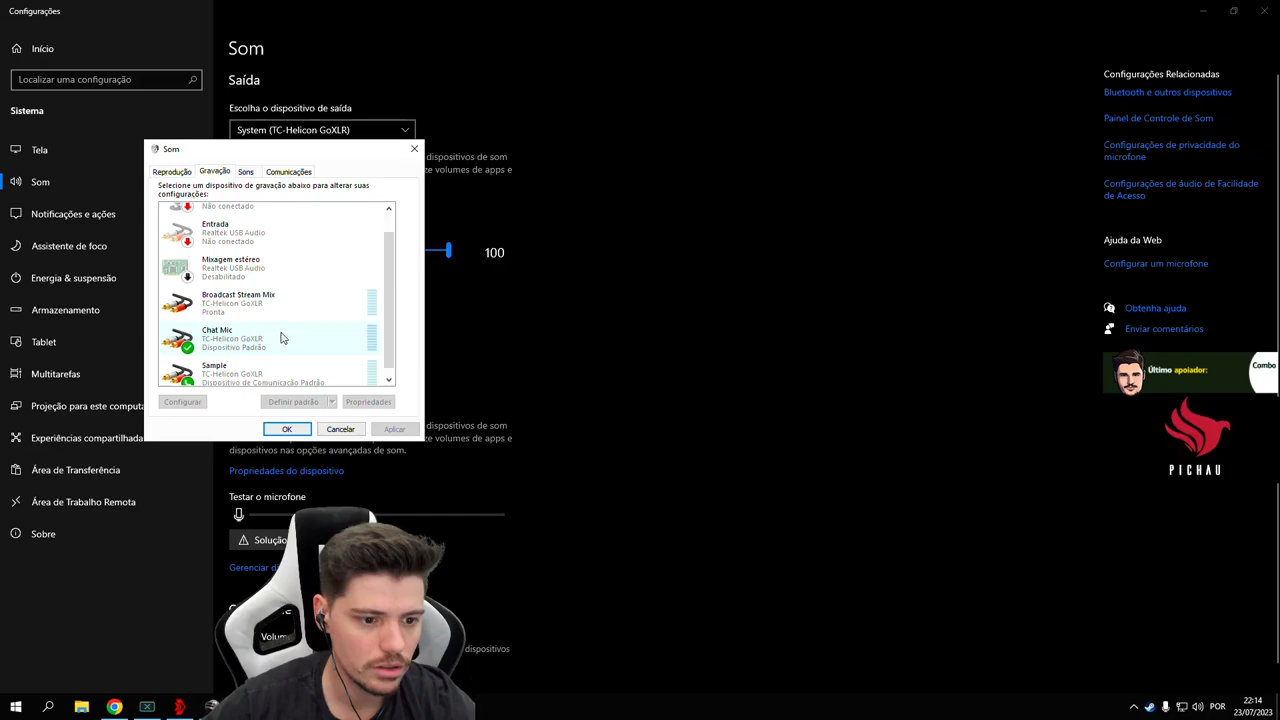 Configurações
Início
Localizar uma configuração
Sistema
Tela
Som
Notificações e ações
Assistente de foco
Energia & suspensão
Armazenamento
Tablet
Multitarefas
Projeção para este computa
Experiências compartilhada
Área de Transferência
Área de Trabalho Remota
Sobre
Som
Saída
Escolha o dispositivo de saída
System (TC-Helicon GoXLR)
dispositivos de som
ze volumes de apps e
100
Som
Reprodução
Gravação
Sons
Comunicações
Selecione um dispositivo de gravação abaixo para alterar suas
configurações:
Não conectado
Entrada
Realtek USB Audio
Não conectado
Mixagem estéreo
Realtek USB Audio
Desabilitado
Broadcast Stream Mix
TC-Helicon GoXLR
Pronta
Chat Mic
TC-Helicon GoXLR
Dispositivo Padrão
Sample
TC-Helicon GoXLR
Dispositivo de Comunicação Padrão
Configurar
Definir padrão
Propriedades
OK
Cancelar
Aplicar
dispositivos de som
ze volumes de apps e
dispositivos nas opções avançadas de som.
Propriedades do dispositivo
Testar o microfone
Solução
Gerenciar di
Volum
dispositivos
Configurações Relacionadas
Bluetooth e outros dispositivos
Painel de Controle de Som
Configurações de privacidade do
microfone
Configurações de áudio de Facilidade
de Acesso
Ajuda da Web
Configurar um microfone
Obtenha ajuda
Enviar comentários
Último apoiador:
Combo
PICHAU
POR
22:14
23/07/2023